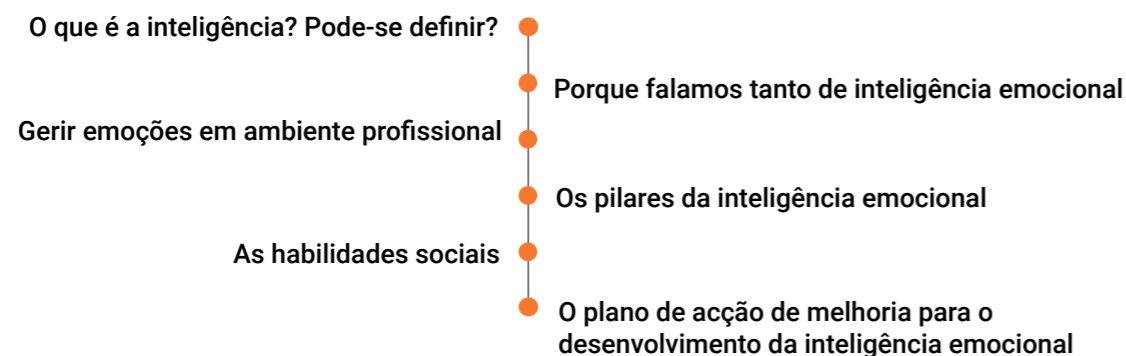 O que é a inteligência? Pode-se definir?
Porque falamos tanto de inteligência emocional
Gerir emoções em ambiente profissional
Os pilares da inteligência emocional
As habilidades sociais
O plano de acção de melhoria para o
desenvolvimento da inteligência emocional